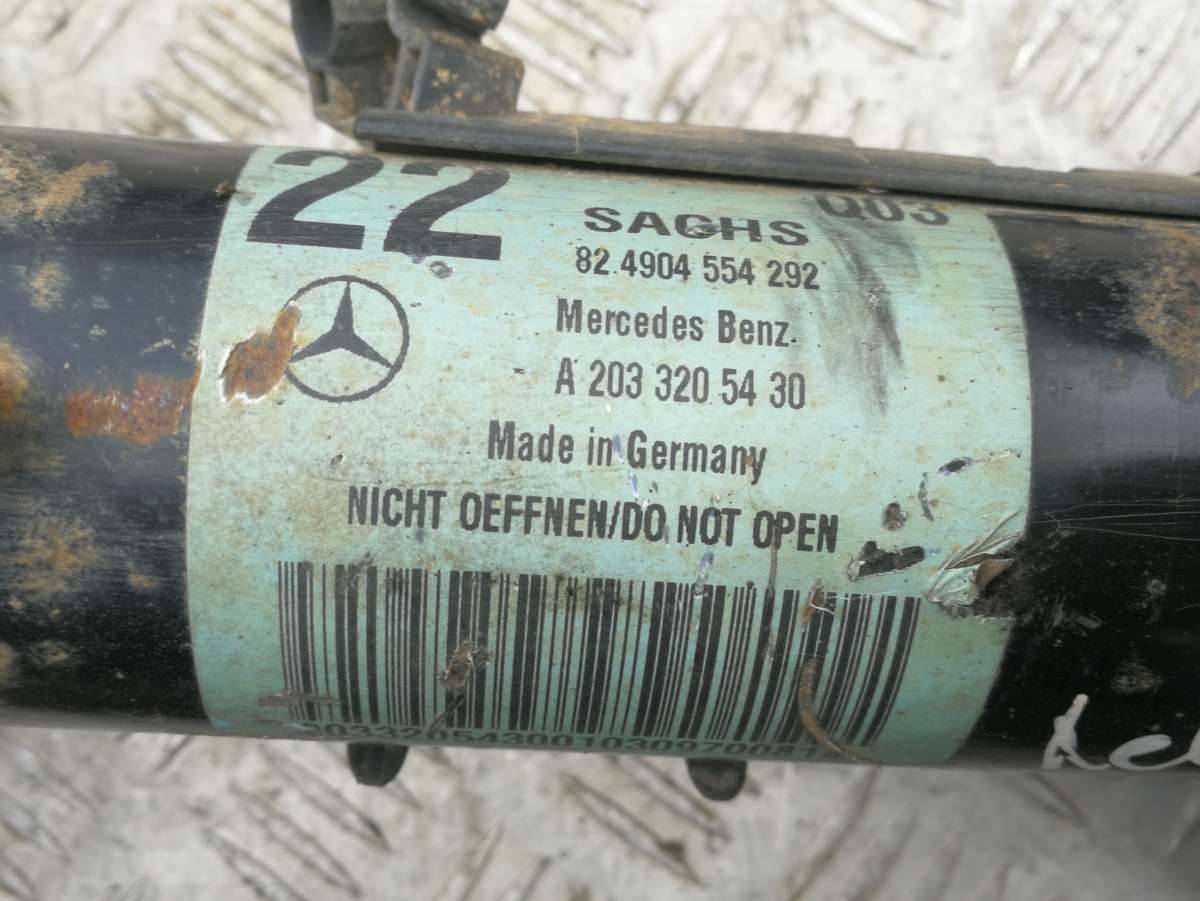 22
SACHS
Q03
82 4904 554 292
Mercedes Benz
A 203 320 54 30
Made in Germany
NICHT OEFFNEN/DO NOT OPEN